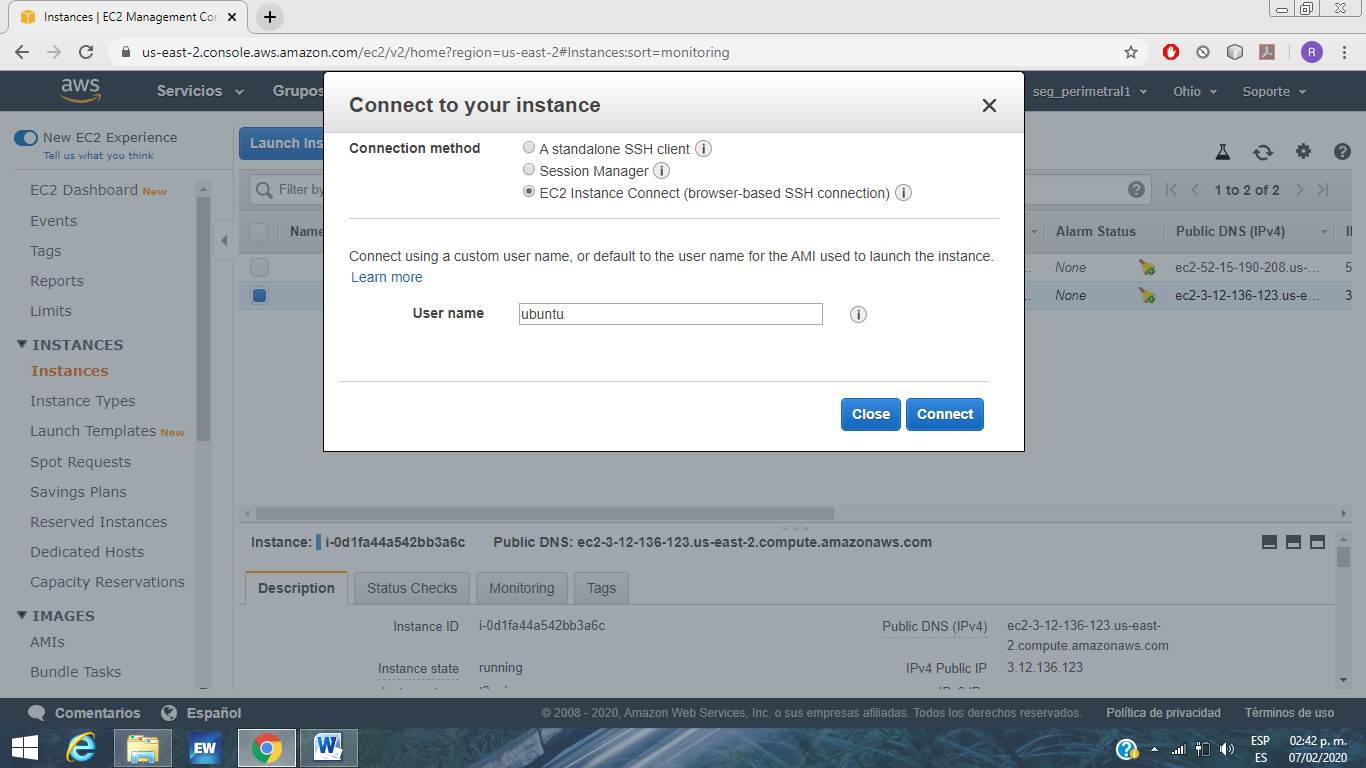 Instances | EC2 Management Con
us-east-2.console.aws.amazon.com/ec2/v2/home?region=us-east-2#Instances:sort=monitoring
R
aws
Servicios
Grupos
seg_perimetral1
Ohio
Soporte
New EC2 Experience
Tell us what you think
EC2 Dashboard New
Events
Tags
Reports
Limits
INSTANCES
Instances
Instance Types
Launch Templates New
Spot Requests
Savings Plans
Reserved Instances
Dedicated Hosts
Capacity Reservations
IMAGES
AMIs
Bundle Tasks
Launch Ins
Filter by
1 to 2 of 2
Name
Alarm Status
Public DNS (IPv4)
None
ec2-52-15-190-208.us-...
5
None
ec2-3-12-136-123.us-e...
3
Connect to your instance
Connection method
A standalone SSH client
Session Manager
EC2 Instance Connect (browser-based SSH connection)
Connect using a custom user name, or default to the user name for the AMI used to launch the instance.
Learn more
User name
ubuntu
Close
Connect
Instance:
i-0d1fa44a542bb3a6c
Public DNS: ec2-3-12-136-123.us-east-2.compute.amazonaws.com
Description
Status Checks
Monitoring
Tags
Instance ID
i-0d1fa44a542bb3a6c
Public DNS (IPv4)
ec2-3-12-136-123.us-east-
2.compute.amazonaws.com
Instance state
running
IPv4 Public IP
3.12.136.123
Comentarios
Español
© 2008 - 2020, Amazon Web Services, Inc. o sus empresas afiliadas. Todos los derechos reservados.
Política de privacidad
Términos de uso
EW
ESP
ES
02:42 p. m.
07/02/2020